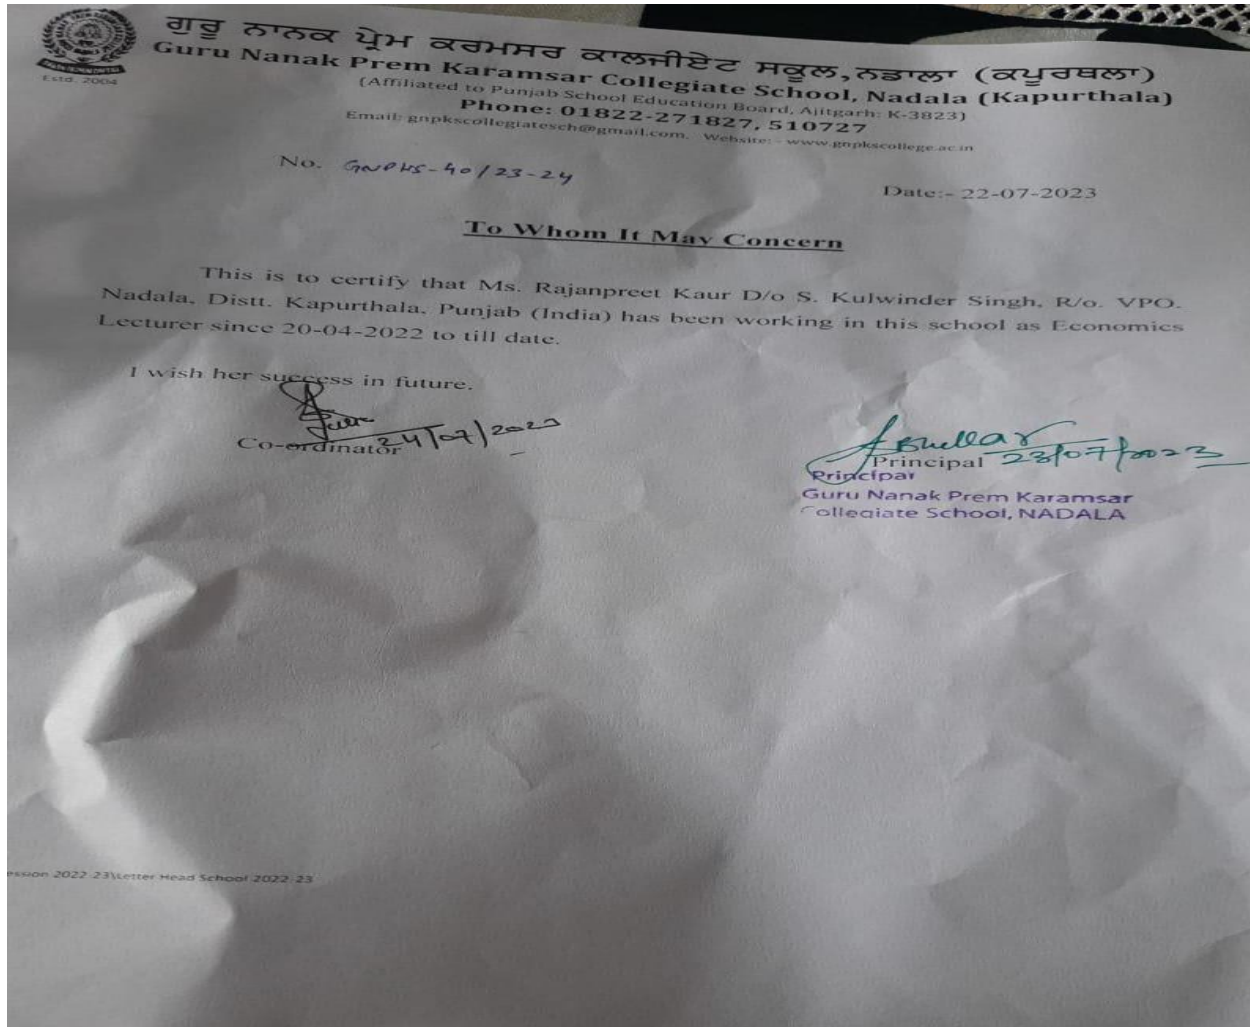 ਗੁਰੂ ਨਾਨਕ ਪ੍ਰੇਮ ਕਰਮਸਰ ਕਾਲਜੀਏਟ ਸਕੂਲ,ਨਡਾਲਾ (ਕਪੂਰਥਲਾ)
Guru Nanak Prem Karamsar Collegiate School, Nadala (Kapurthala)
Estd. 2004
(Affiliated to Punjab School Education Board, Ajitgarh: K-3823)
Phone: 01822-271827, 510727
Email: gnpkscollegiatesch@gmail.com. Website:- www.gnpkscollege.ac.in
No. GNPKS-40/23-24
Date:- 22-07-2023
To Whom It May Concern
This is to certify that Ms. Rajanpreet Kaur D/o S. Kulwinder Singh, R/o. VPO.
Nadala, Distt. Kapurthala, Punjab (India) has been working in this school as Economics
Lecturer since 20-04-2022 to till date.
I wish her success in future.
Co-ordinator 24/07/2023
Principal 23/07/2023
Principal
Guru Nanak Prem Karamsar
Collegiate School, NADALA
ession 2022-23\Letter Head School 2022-23